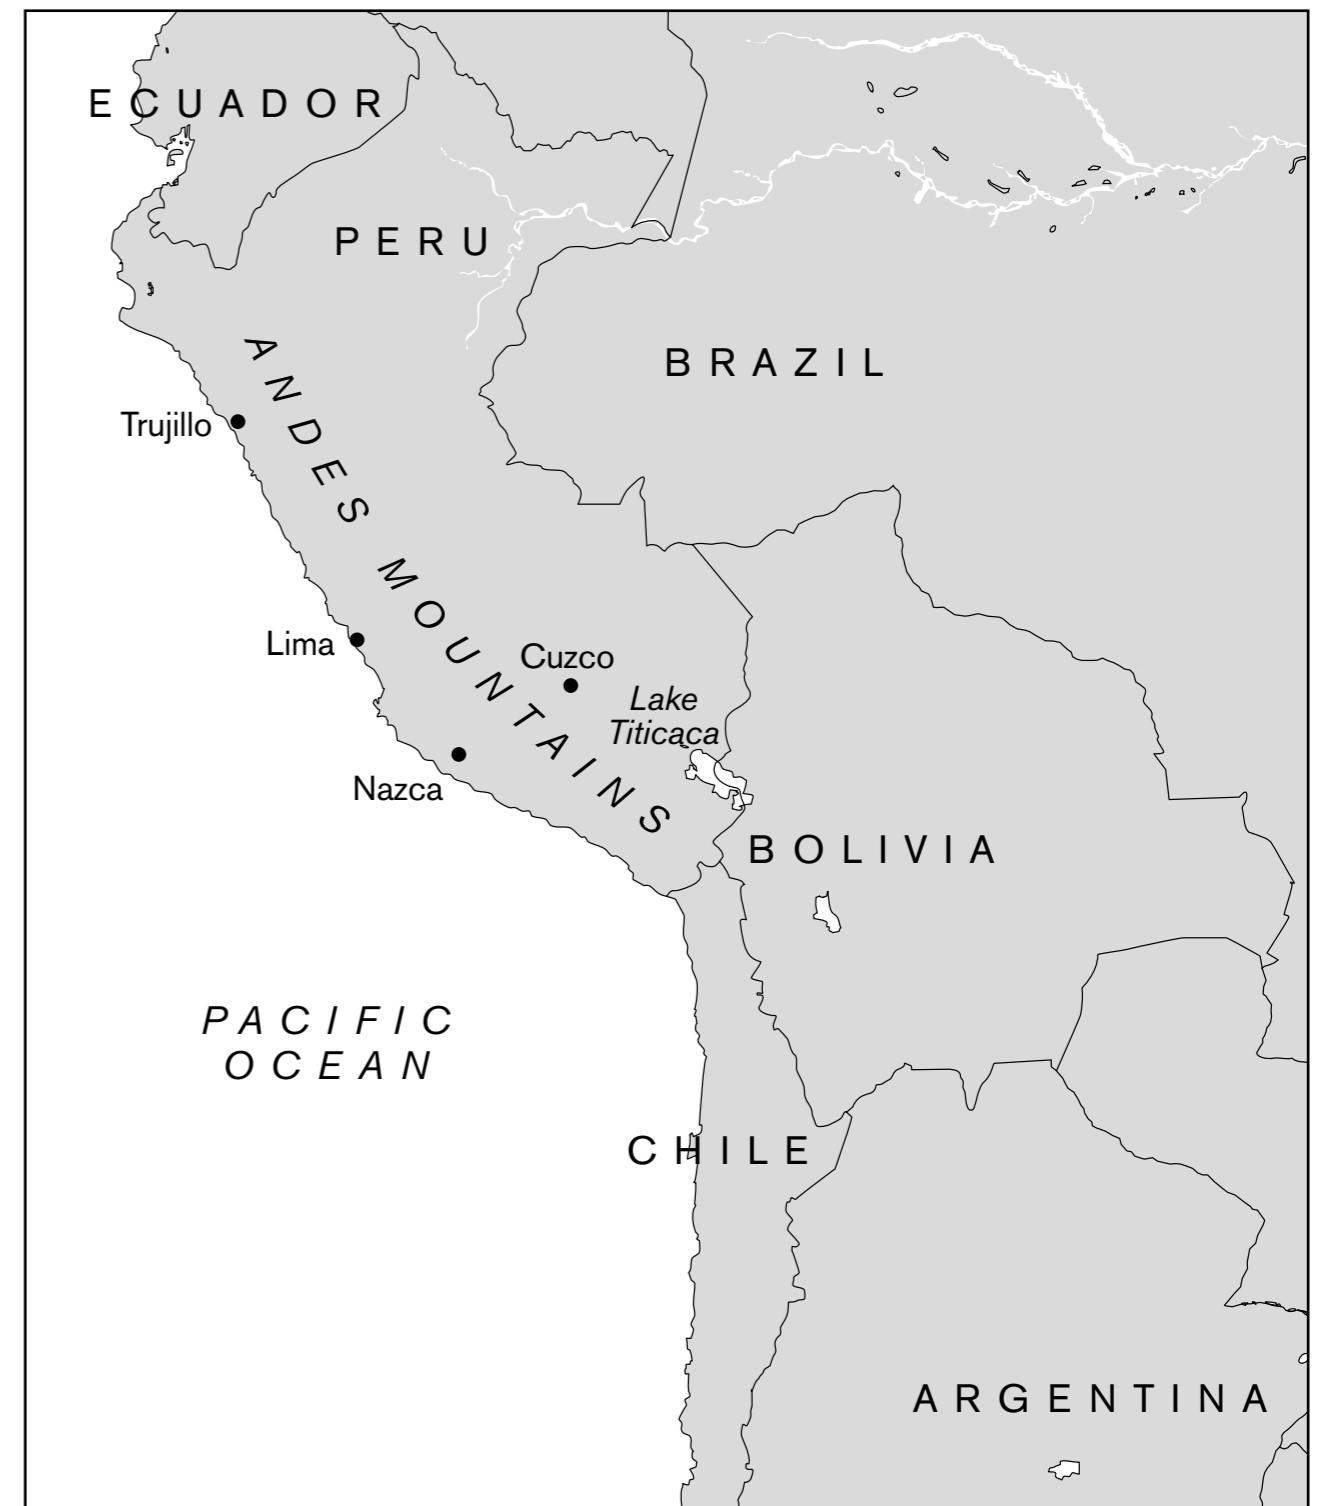 ECUADOR
PERU
BRAZIL
ANDES MOUNTAINS
Trujillo
Lima
Cuzco
Lake
Titicaca
Nazca
BOLIVIA
PACIFIC
OCEAN
CHILE
ARGENTINA